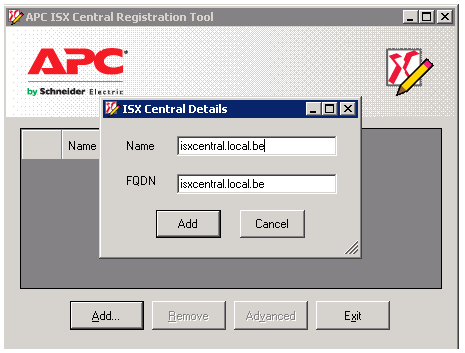 APC ISX Central Registration Tool
APC
by Schneider Electric
ISX Central Details
Name
Name
isxcentral.local.be
FQDN
isxcentral.local.be
Add
Cancel
Add...
Remove
Advanced
Exit